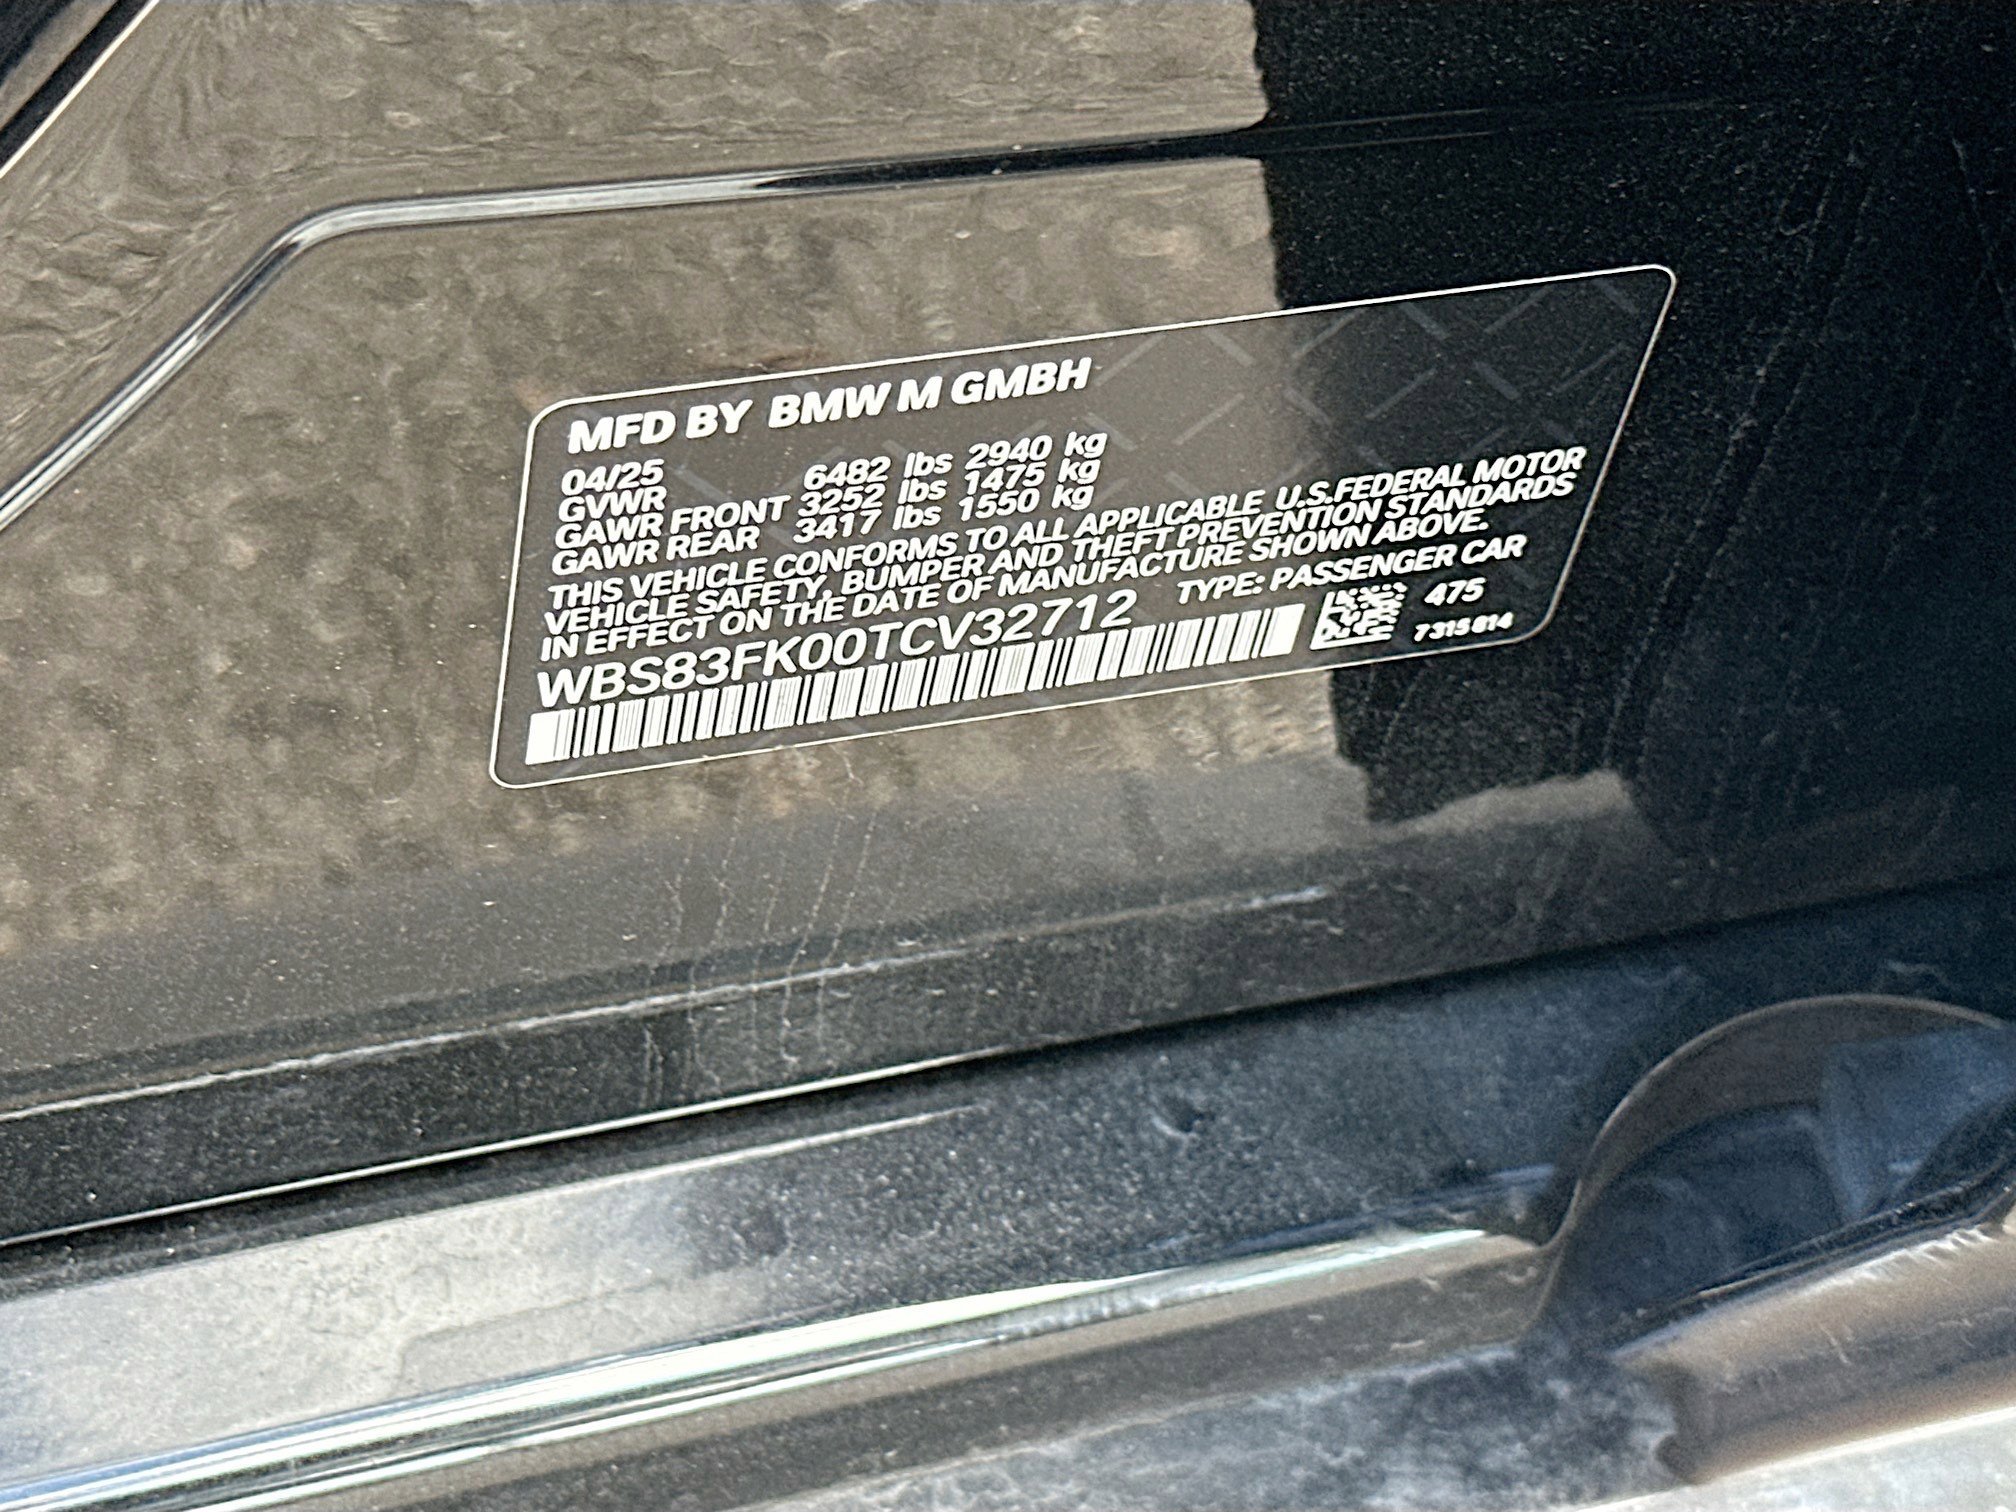 MFD BY BMW M GMBH
04/25
GVWR 6482 lbs 2940 kg
GAWR FRONT 3252 lbs 1475 kg
GAWR REAR 3417 lbs 1550 kg
THIS VEHICLE CONFORMS TO ALL APPLICABLE U.S.FEDERAL MOTOR
VEHICLE SAFETY, BUMPER AND THEFT PREVENTION STANDARDS
IN EFFECT ON THE DATE OF MANUFACTURE SHOWN ABOVE.
WBS83FK00TCV32712 TYPE: PASSENGER CAR
475
7315814